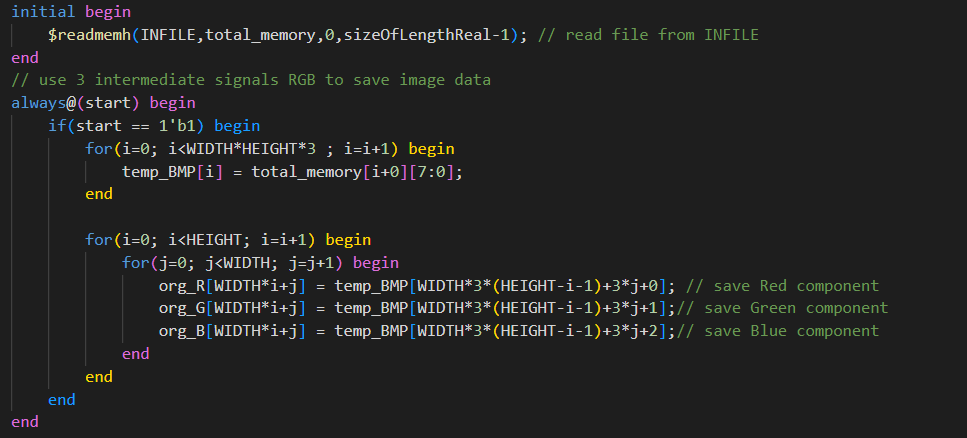 initial begin
    $readmemh(INFILE,total_memory,0,sizeOfLengthReal-1); // read file from INFILE
end
// use 3 intermediate signals RGB to save image data
always@(start) begin
    if(start == 1'b1) begin
        for(i=0; i<WIDTH*HEIGHT*3 ; i=i+1) begin
            temp_BMP[i] = total_memory[i+0][7:0];
        end

        for(i=0; i<HEIGHT; i=i+1) begin
            for(j=0; j<WIDTH; j=j+1) begin
                org_R[WIDTH*i+j] = temp_BMP[WIDTH*3*(HEIGHT-i-1)+3*j+0]; // save Red component
                org_G[WIDTH*i+j] = temp_BMP[WIDTH*3*(HEIGHT-i-1)+3*j+1];// save Green component
                org_B[WIDTH*i+j] = temp_BMP[WIDTH*3*(HEIGHT-i-1)+3*j+2];// save Blue component
            end
        end
    end
end